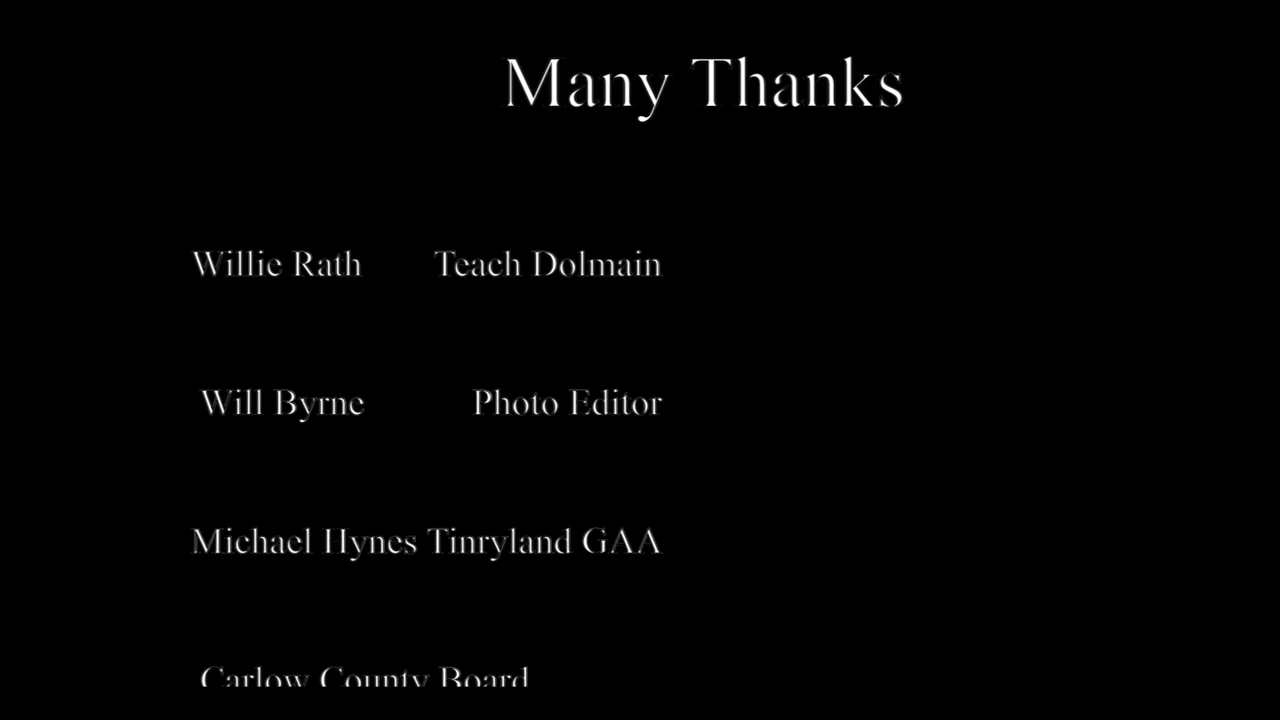 Many Thanks
Willie Rath Teach Dolmain
Will Byrne Photo Editor
Michael Hynes Tinryland GAA
Carlow County Board